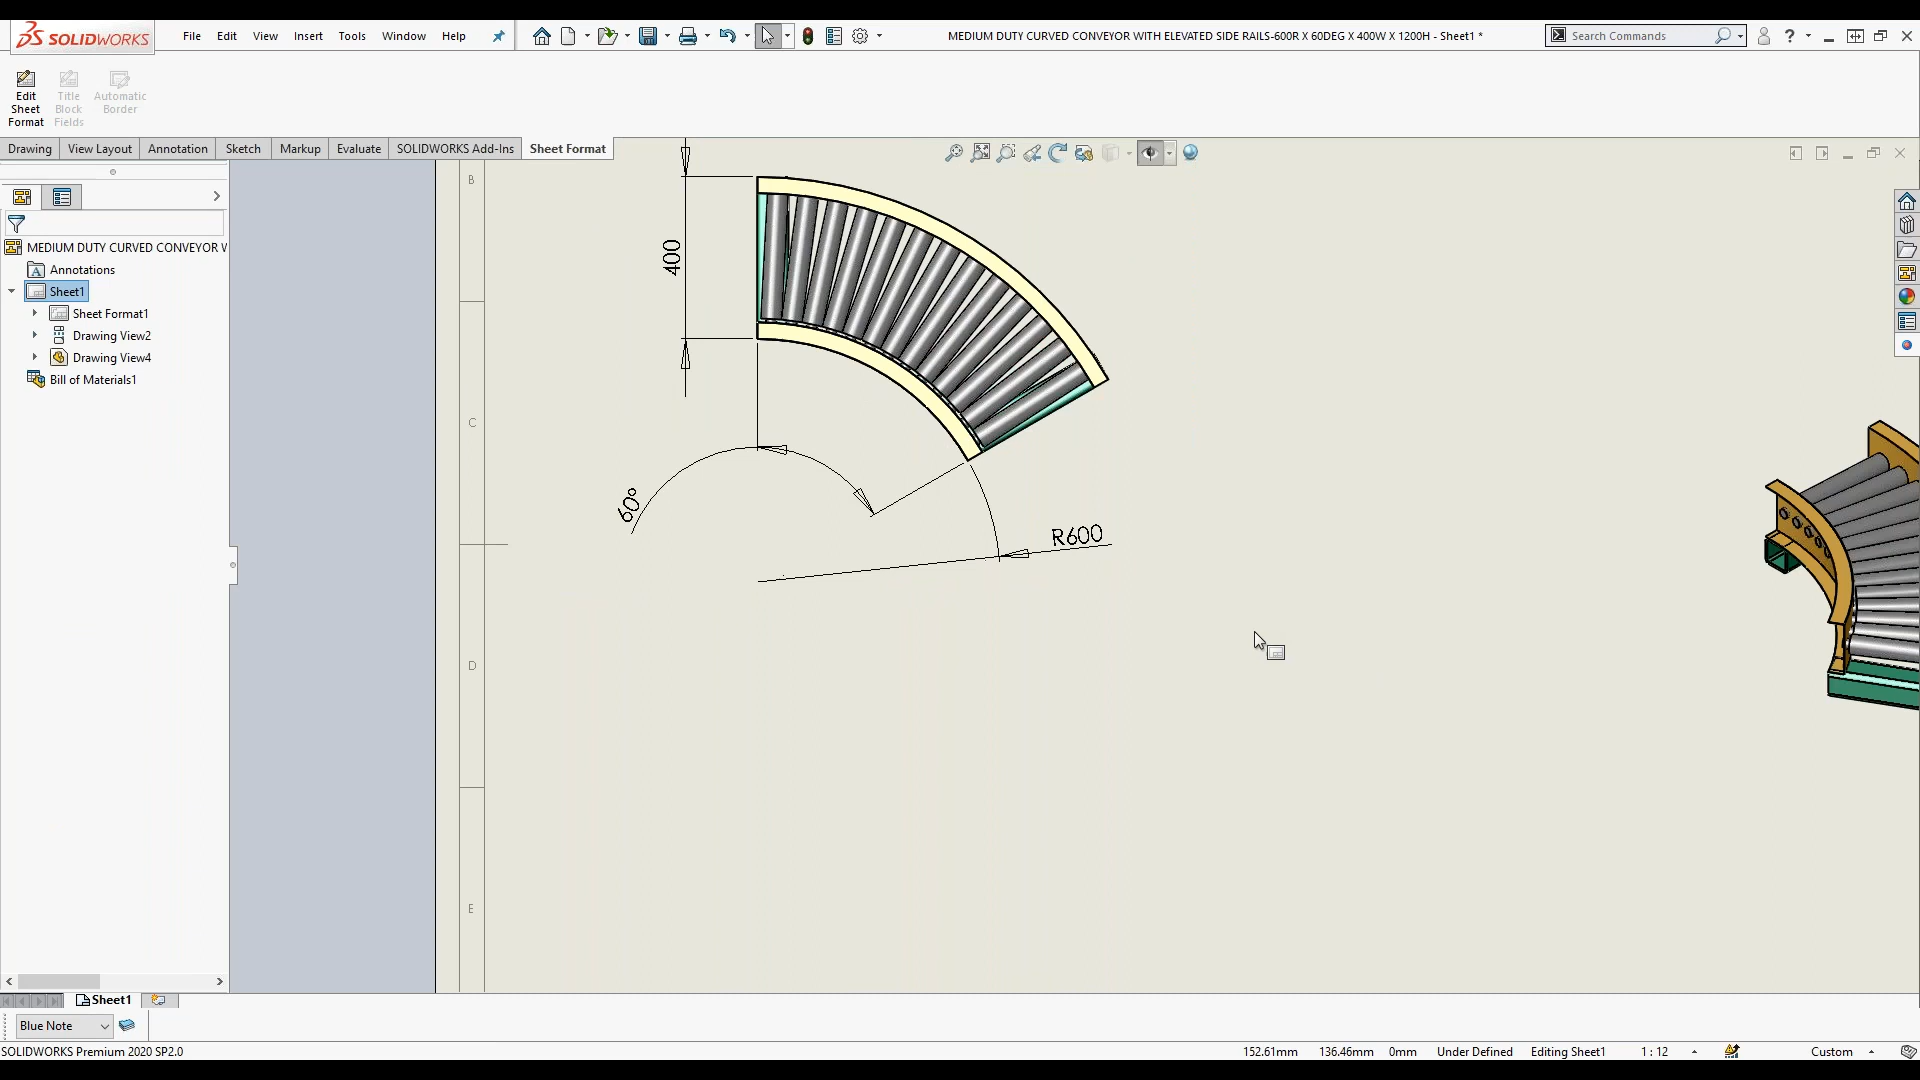 SOLIDWORKS
File Edit View Insert Tools Window Help
MEDIUM DUTY CURVED CONVEYOR WITH ELEVATED SIDE RAILS-600R X 60DEG X 400W X 1200H - Sheet1 *
Search Commands
?
Edit Sheet Format
Title Block Fields
Automatic Border
Drawing View Layout Annotation Sketch Markup Evaluate SOLIDWORKS Add-Ins Sheet Format
MEDIUM DUTY CURVED CONVEYOR W
Annotations
Sheet1
Sheet Format1
Drawing View2
Drawing View4
Bill of Materials1
B
400
C
60°
R600
D
E
Sheet1
Blue Note
SOLIDWORKS Premium 2020 SP2.0
152.61mm 136.46mm 0mm Under Defined Editing Sheet1 1 : 12 Custom